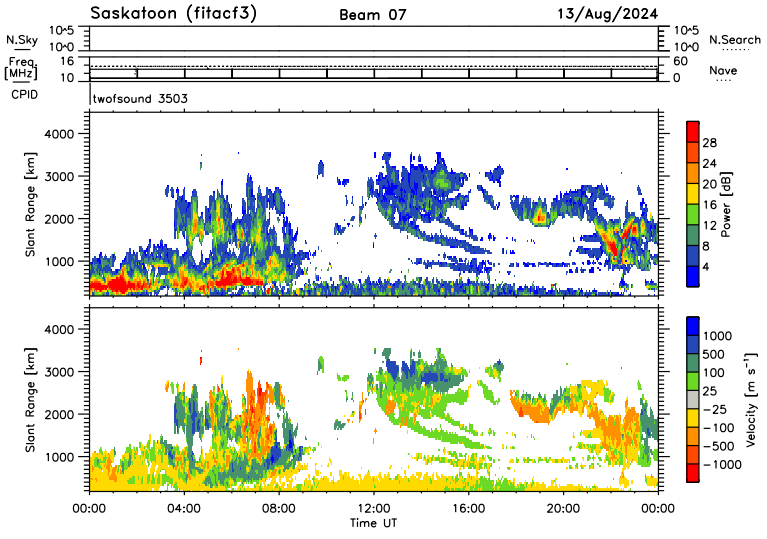 Saskatoon (fitacf3) Beam 07 13/Aug/2024
N.Sky 10^5 10^0 10^5 10^0 N.Search
Freq. [MHz] 16 10 60 0 Nave
CPID twofsound 3503
Slant Range [km]
4000
3000
2000
1000
Power [dB]
28
24
20
16
12
8
4
Slant Range [km]
4000
3000
2000
1000
Velocity [m s⁻¹]
1000
500
100
25
−25
−100
−500
−1000
00:00 04:00 08:00 12:00 16:00 20:00 00:00
Time UT